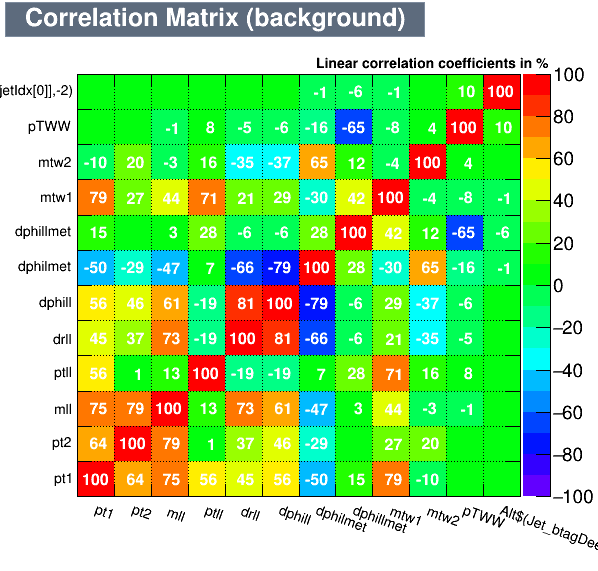 Correlation Matrix (background)
Linear correlation coefficients in %
jetIdx[0]],-2) -1 -6 -1 10 100 100
pTWW -1 8 -5 -6 -16 -65 -8 4 100 10 80
mtw2 -10 20 -3 16 -35 -37 65 12 -4 100 4 60
mtw1 79 27 44 71 21 29 -30 42 100 -4 -8 -1 40
dphillmet 15 3 28 -6 -6 28 100 42 12 -65 -6 20
dphilmet -50 -29 -47 7 -66 -79 100 28 -30 65 -16 -1 0
dphill 56 46 61 -19 81 100 -79 -6 29 -37 -6 −20
drll 45 37 73 -19 100 81 -66 -6 21 -35 -5
ptll 56 1 13 100 -19 -19 7 28 71 16 8 −40
mll 75 79 100 13 73 61 -47 3 44 -3 -1 −60
pt2 64 100 79 1 37 46 -29 27 20 −80
pt1 100 64 75 56 45 56 -50 15 79 -10 −100
pt1 pt2 mll ptll drll dphill dphilmet dphillmet mtw1 mtw2 pTWW Alt$(Jet_btagDee